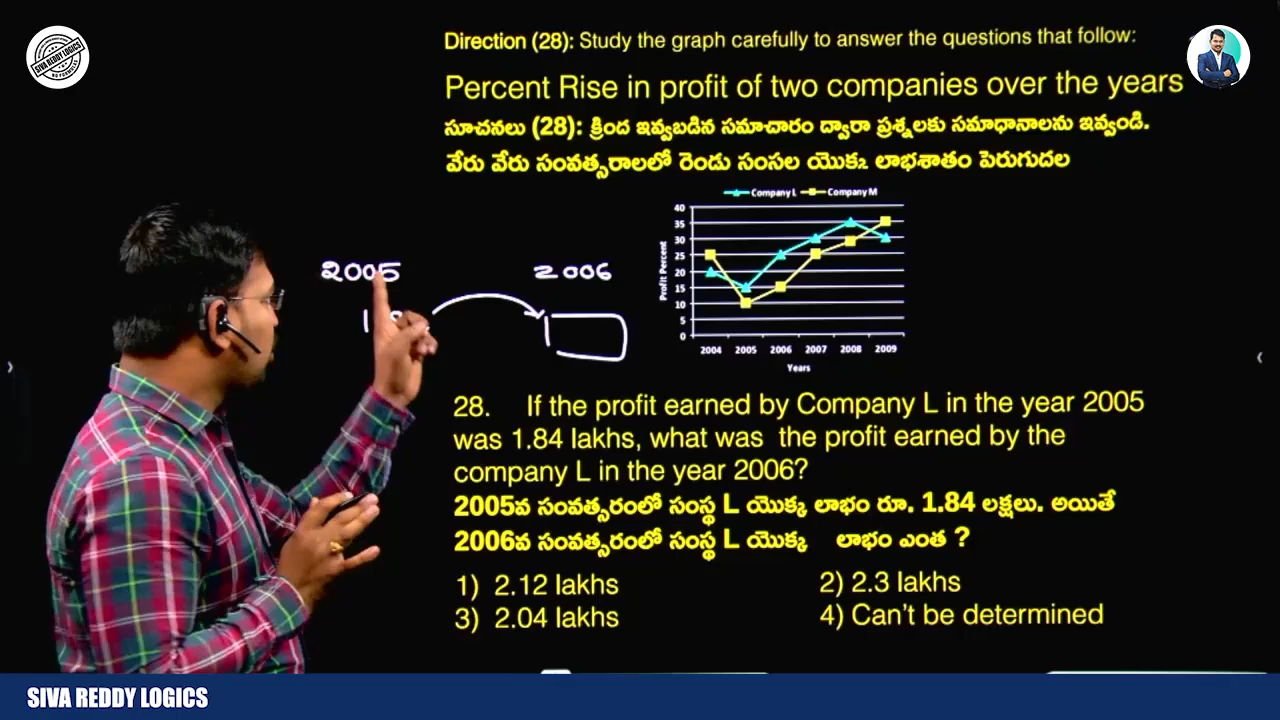 SIVA REDDY LOGICS
Direction (28): Study the graph carefully to answer the questions that follow:
Percent Rise in profit of two companies over the years
సూచనలు (28): క్రింద ఇవ్వబడిన సమాచారం ద్వారా ప్రశ్నలకు సమాధానాలను ఇవ్వండి.
వేరు వేరు సంవత్సరాలలో రెండు సంసల యొక్క లాభశాతం పెరుగుదల
Company L Company M
40
35
30
25
20
15
10
5
0
Profit Percent
2004 2005 2006 2007 2008 2009
Years
2005 2006
28. If the profit earned by Company L in the year 2005
was 1.84 lakhs, what was the profit earned by the
company L in the year 2006?
2005వ సంవత్సరంలో సంస్థ L యొక్క లాభం రూ. 1.84 లక్షలు. అయితే
2006వ సంవత్సరంలో సంస్థ L యొక్క లాభం ఎంత ?
1) 2.12 lakhs 2) 2.3 lakhs
3) 2.04 lakhs 4) Can't be determined
SIVA REDDY LOGICS